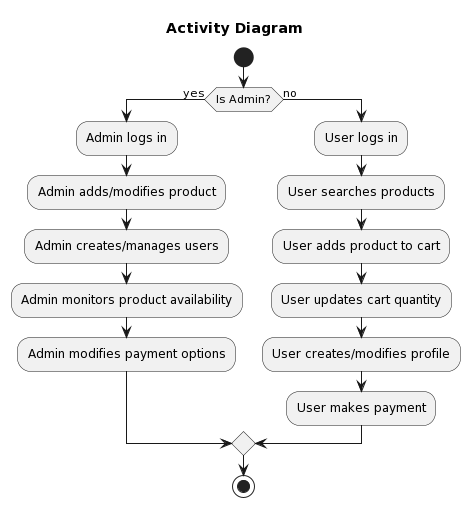 Activity Diagram
yes
Is Admin?
no
Admin logs in
Admin adds/modifies product
Admin creates/manages users
Admin monitors product availability
Admin modifies payment options
User logs in
User searches products
User adds product to cart
User updates cart quantity
User creates/modifies profile
User makes payment